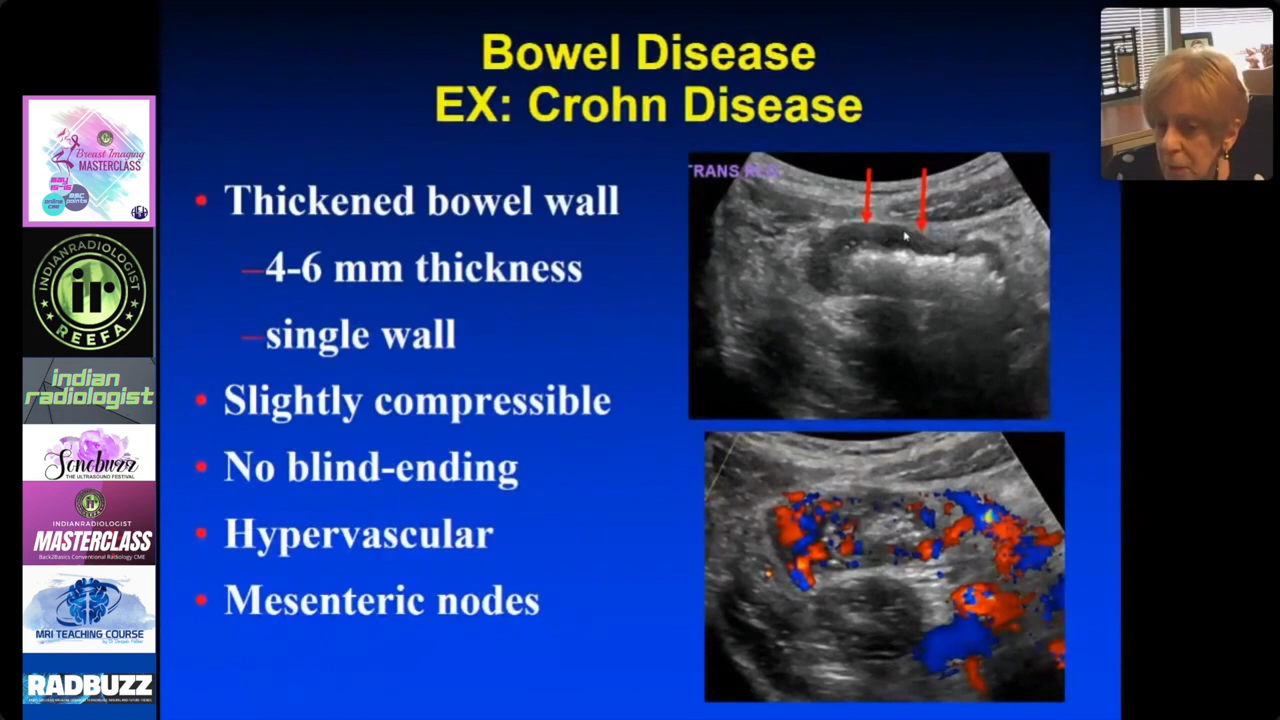 Bowel Disease
EX: Crohn Disease
• Thickened bowel wall
–4-6 mm thickness
–single wall
• Slightly compressible
• No blind-ending
• Hypervascular
• Mesenteric nodes
TRANS
Breast Imaging
MASTERCLASS
INDIANRADIOLOGIST
ir
REEFA
indian
radiologist
Sonobuzz
THE ULTRASOUND FESTIVAL
INDIANRADIOLOGIST
MASTERCLASS
Back2Basics Conventional Radiology CME
MRI TEACHING COURSE
RADBUZZ